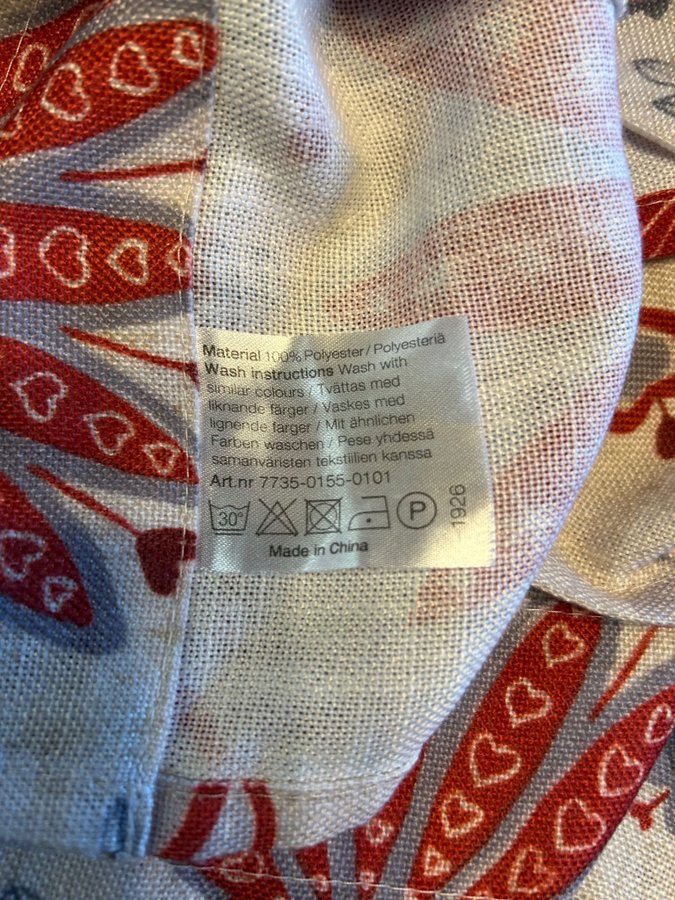 Material 100% Polyester / Polyesteriä
Wash instructions Wash with
similar colours / Tvättas med
liknande färger / Vaskes med
lignende farger / Mit ähnlichen
Farben waschen / Pese yhdessä
samanväristen tekstiilien kanssa
Art.nr 7735-0155-0101
30°
P
1926
Made in China